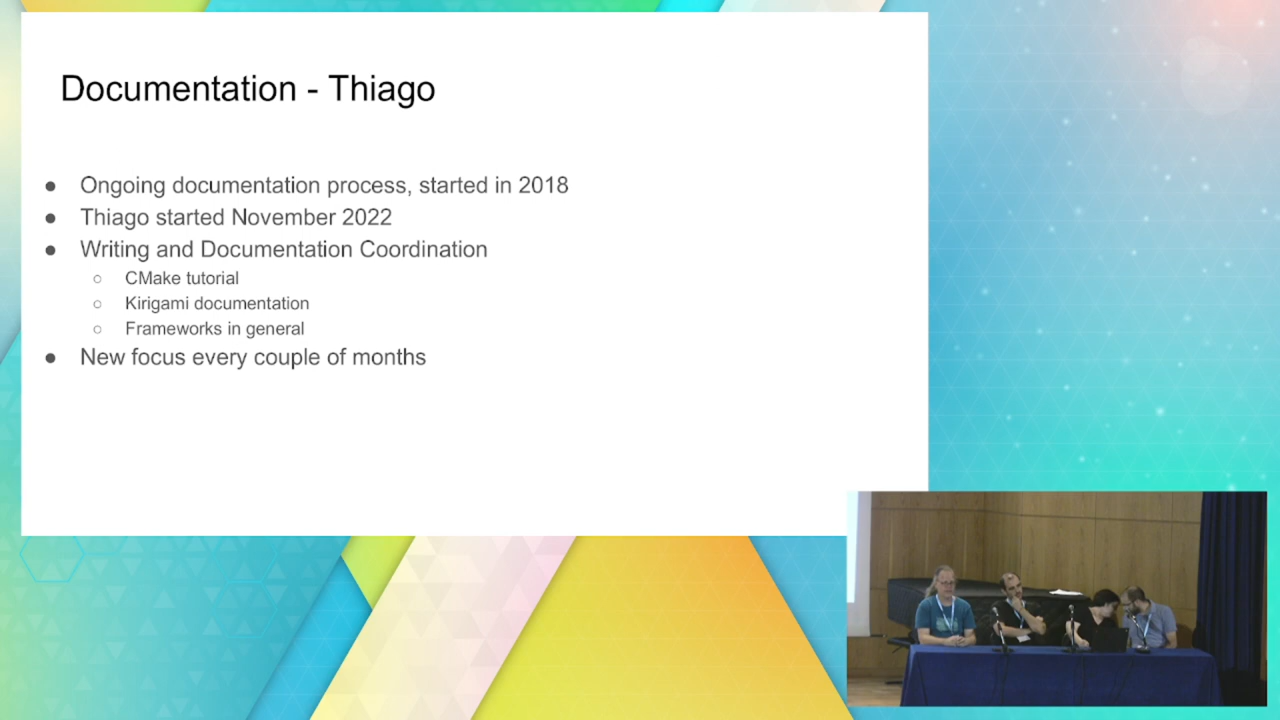 Documentation - Thiago
● Ongoing documentation process, started in 2018
● Thiago started November 2022
● Writing and Documentation Coordination
○ CMake tutorial
○ Kirigami documentation
○ Frameworks in general
● New focus every couple of months